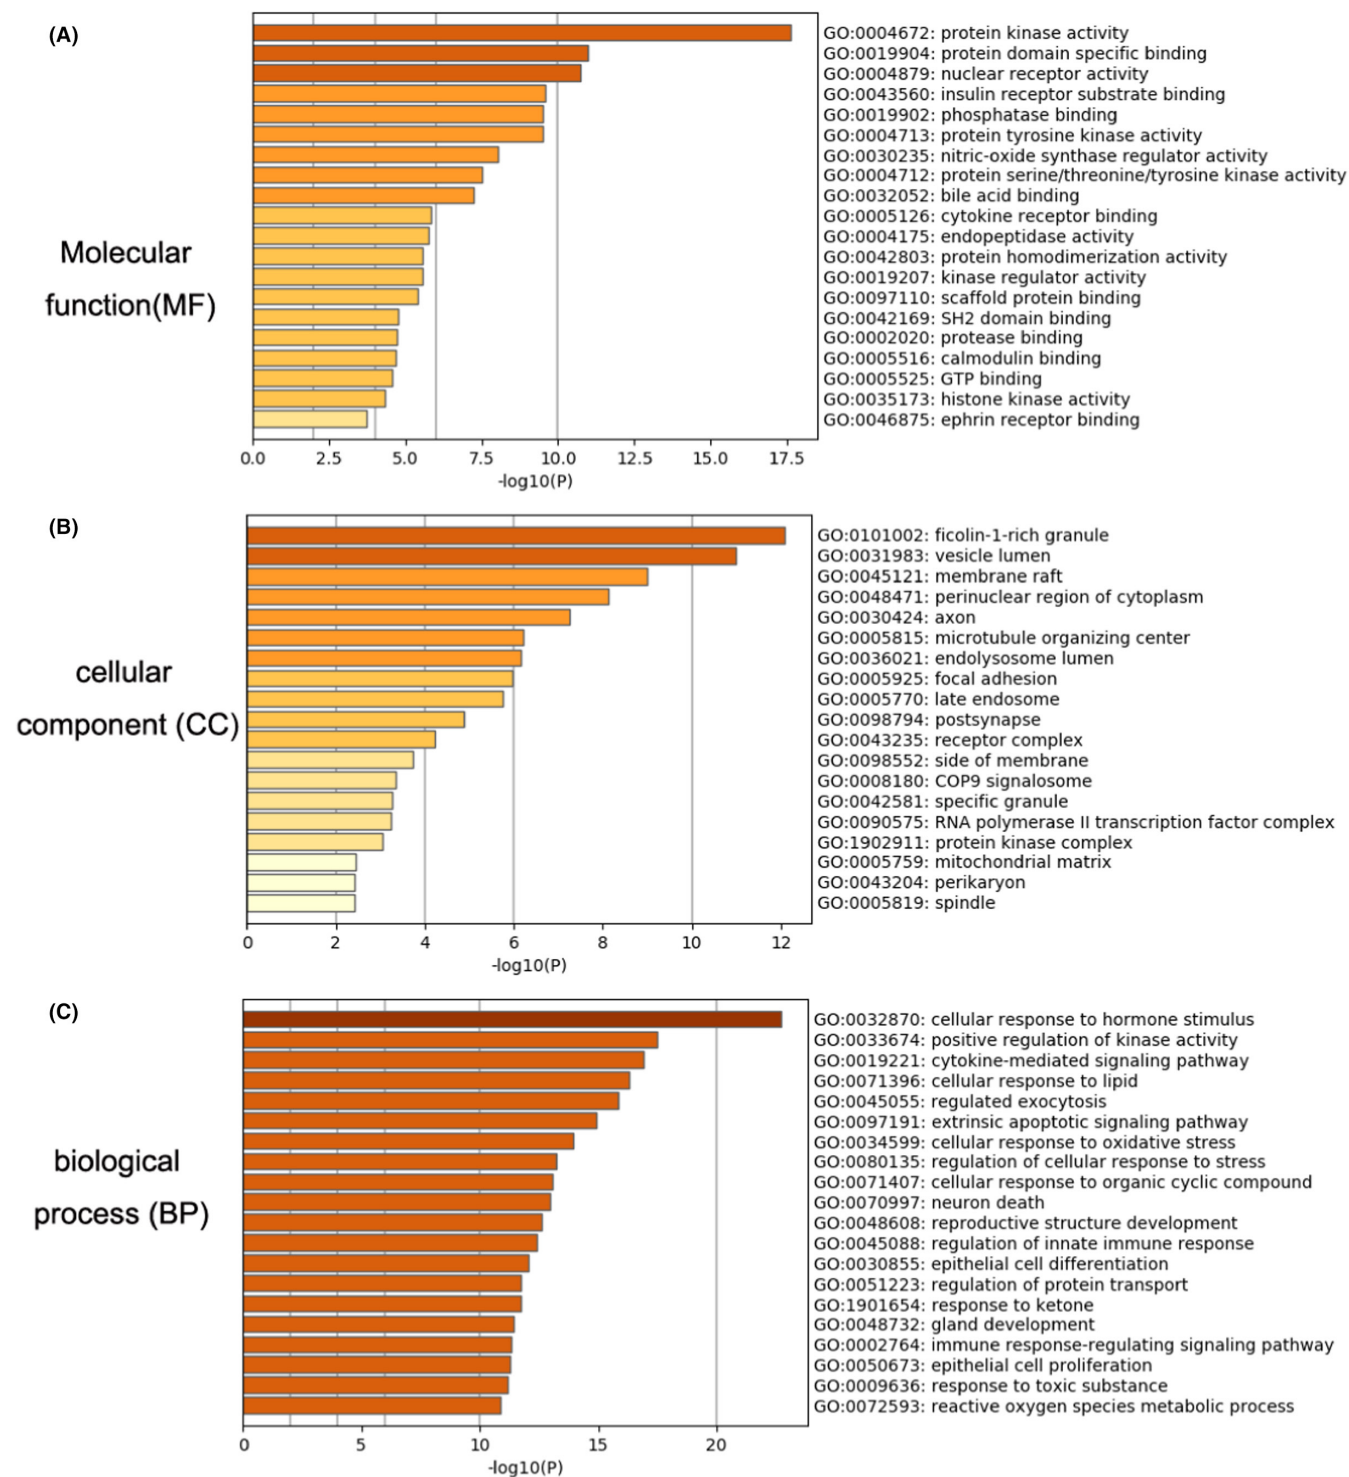 (A)
Molecular
function(MF)
GO:0004672: protein kinase activity
GO:0019904: protein domain specific binding
GO:0004879: nuclear receptor activity
GO:0043560: insulin receptor substrate binding
GO:0019902: phosphatase binding
GO:0004713: protein tyrosine kinase activity
GO:0030235: nitric-oxide synthase regulator activity
GO:0004712: protein serine/threonine/tyrosine kinase activity
GO:0032052: bile acid binding
GO:0005126: cytokine receptor binding
GO:0004175: endopeptidase activity
GO:0042803: protein homodimerization activity
GO:0019207: kinase regulator activity
GO:0097110: scaffold protein binding
GO:0042169: SH2 domain binding
GO:0002020: protease binding
GO:0005516: calmodulin binding
GO:0005525: GTP binding
GO:0035173: histone kinase activity
GO:0046875: ephrin receptor binding
0.0 2.5 5.0 7.5 10.0 12.5 15.0 17.5
-log10(P)
(B)
cellular
component (CC)
GO:0101002: ficolin-1-rich granule
GO:0031983: vesicle lumen
GO:0045121: membrane raft
GO:0048471: perinuclear region of cytoplasm
GO:0030424: axon
GO:0005815: microtubule organizing center
GO:0036021: endolysosome lumen
GO:0005925: focal adhesion
GO:0005770: late endosome
GO:0098794: postsynapse
GO:0043235: receptor complex
GO:0098552: side of membrane
GO:0008180: COP9 signalosome
GO:0042581: specific granule
GO:0090575: RNA polymerase II transcription factor complex
GO:1902911: protein kinase complex
GO:0005759: mitochondrial matrix
GO:0043204: perikaryon
GO:0005819: spindle
0 2 4 6 8 10 12
-log10(P)
(C)
biological
process (BP)
GO:0032870: cellular response to hormone stimulus
GO:0033674: positive regulation of kinase activity
GO:0019221: cytokine-mediated signaling pathway
GO:0071396: cellular response to lipid
GO:0045055: regulated exocytosis
GO:0097191: extrinsic apoptotic signaling pathway
GO:0034599: cellular response to oxidative stress
GO:0080135: regulation of cellular response to stress
GO:0071407: cellular response to organic cyclic compound
GO:0070997: neuron death
GO:0048608: reproductive structure development
GO:0045088: regulation of innate immune response
GO:0030855: epithelial cell differentiation
GO:0051223: regulation of protein transport
GO:1901654: response to ketone
GO:0048732: gland development
GO:0002764: immune response-regulating signaling pathway
GO:0050673: epithelial cell proliferation
GO:0009636: response to toxic substance
GO:0072593: reactive oxygen species metabolic process
0 5 10 15 20
-log10(P)